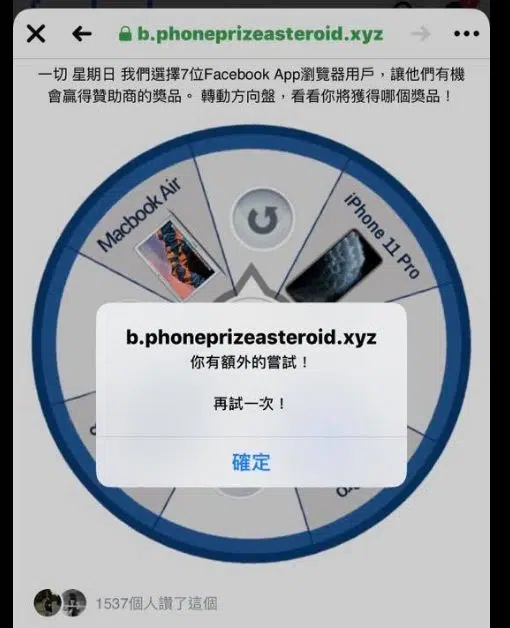 b.phoneprizeasteroid.xyz
一切 星期日 我們選擇7位Facebook App瀏覽器用戶，讓他們有機
會贏得贊助商的獎品。 轉動方向盤，看看你將獲得哪個獎品！
Macbook Air
iPhone 11 Pro
b.phoneprizeasteroid.xyz
你有額外的嘗試！
再試一次！
確定
1537個人讚了這個